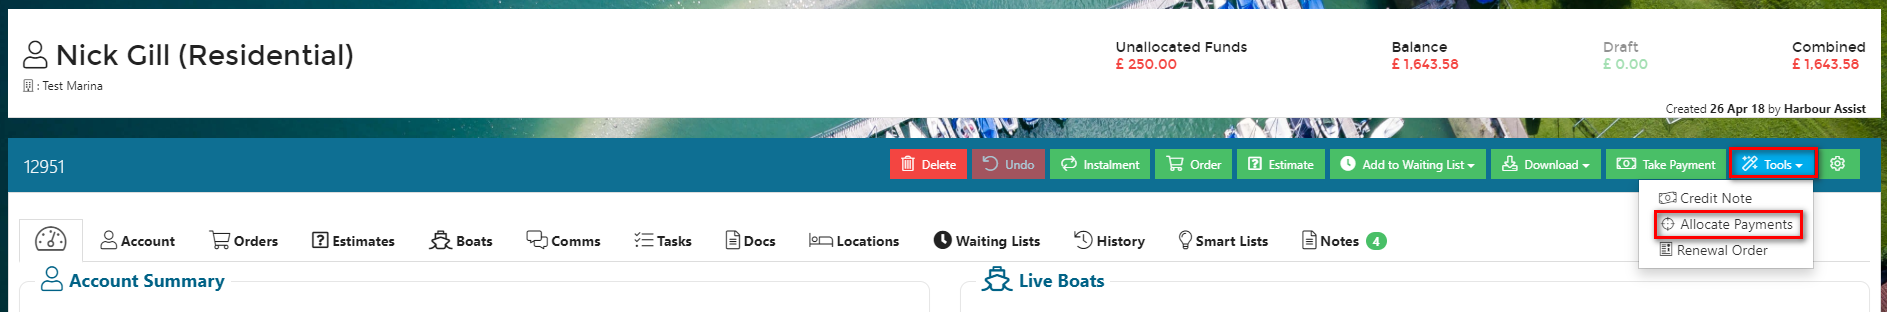 Nick Gill (Residential)
: Test Marina
Unallocated Funds
£ 250.00
Balance
£ 1,643.58
Draft
£ 0.00
Combined
£ 1,643.58
Created 26 Apr 18 by Harbour Assist
12951
Delete Undo Instalment Order Estimate Add to Waiting List Download Take Payment Tools
Credit Note
Allocate Payments
Renewal Order
Account Orders Estimates Boats Comms Tasks Docs Locations Waiting Lists History Smart Lists Notes 4
Account Summary
Live Boats